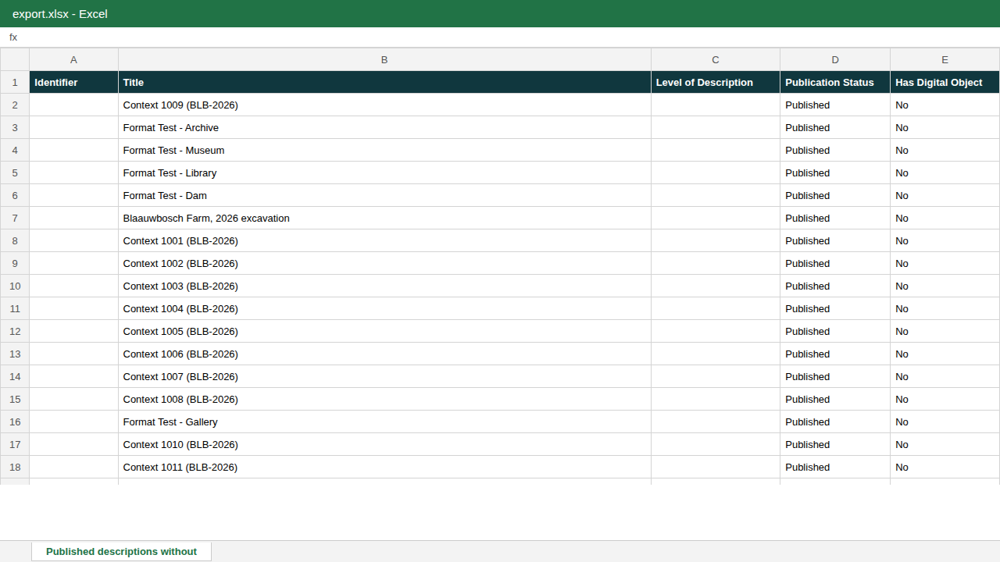 export.xlsx - Excel
fx
A B C D E
1 Identifier Title Level of Description Publication Status Has Digital Object
2 Context 1009 (BLB-2026) Published No
3 Format Test - Archive Published No
4 Format Test - Museum Published No
5 Format Test - Library Published No
6 Format Test - Dam Published No
7 Blaauwbosch Farm, 2026 excavation Published No
8 Context 1001 (BLB-2026) Published No
9 Context 1002 (BLB-2026) Published No
10 Context 1003 (BLB-2026) Published No
11 Context 1004 (BLB-2026) Published No
12 Context 1005 (BLB-2026) Published No
13 Context 1006 (BLB-2026) Published No
14 Context 1007 (BLB-2026) Published No
15 Context 1008 (BLB-2026) Published No
16 Format Test - Gallery Published No
17 Context 1010 (BLB-2026) Published No
18 Context 1011 (BLB-2026) Published No
Published descriptions without